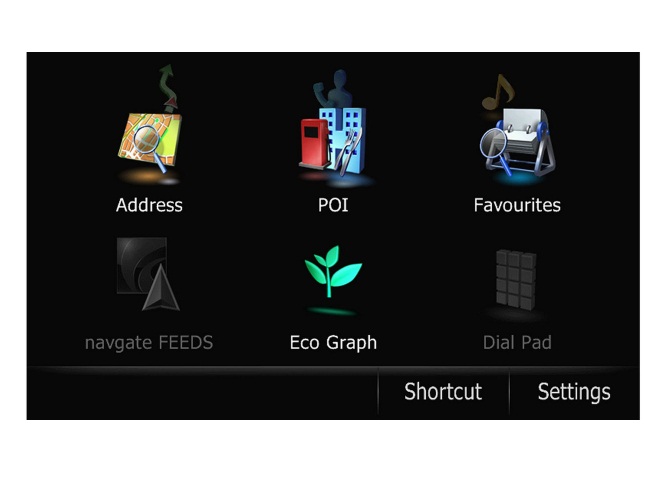 Address
POI
Favourites
navgate FEEDS
Eco Graph
Dial Pad
Shortcut
Settings